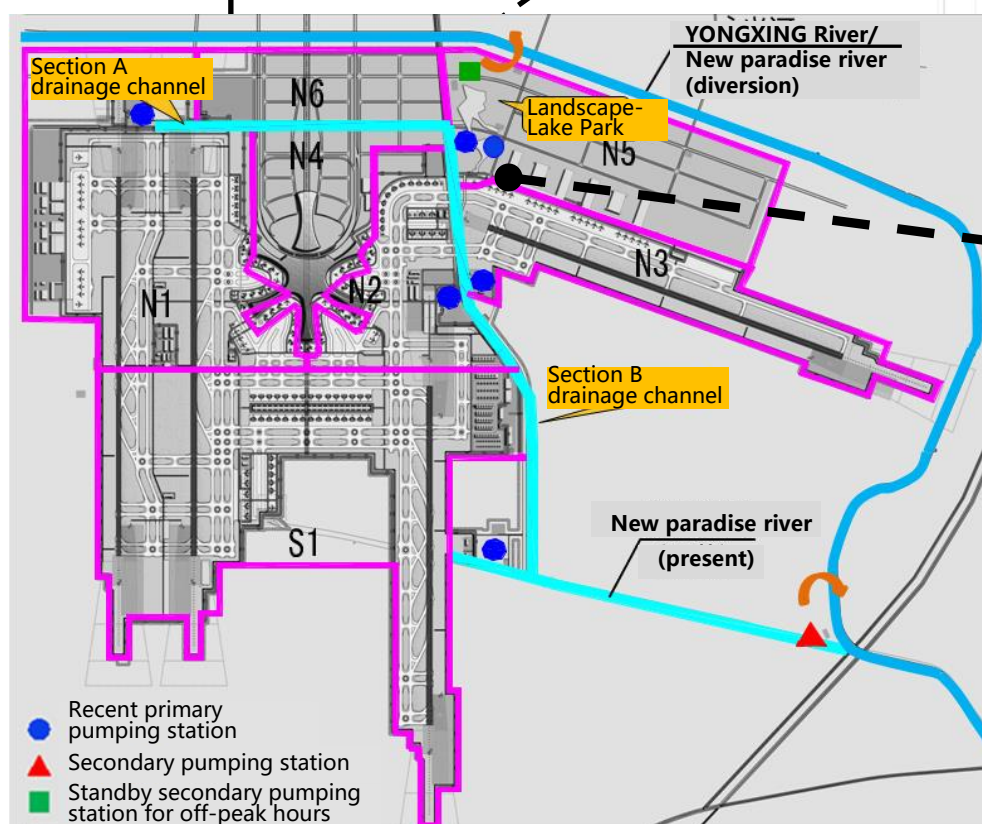 YONGXING River/
New paradise river
(diversion)
Section A
drainage channel
N6
Landscape-
Lake Park
N4
N5
N3
N1
N2
Section B
drainage channel
New paradise river
(present)
S1
Recent primary
pumping station
Secondary pumping station
Standby secondary pumping
station for off-peak hours